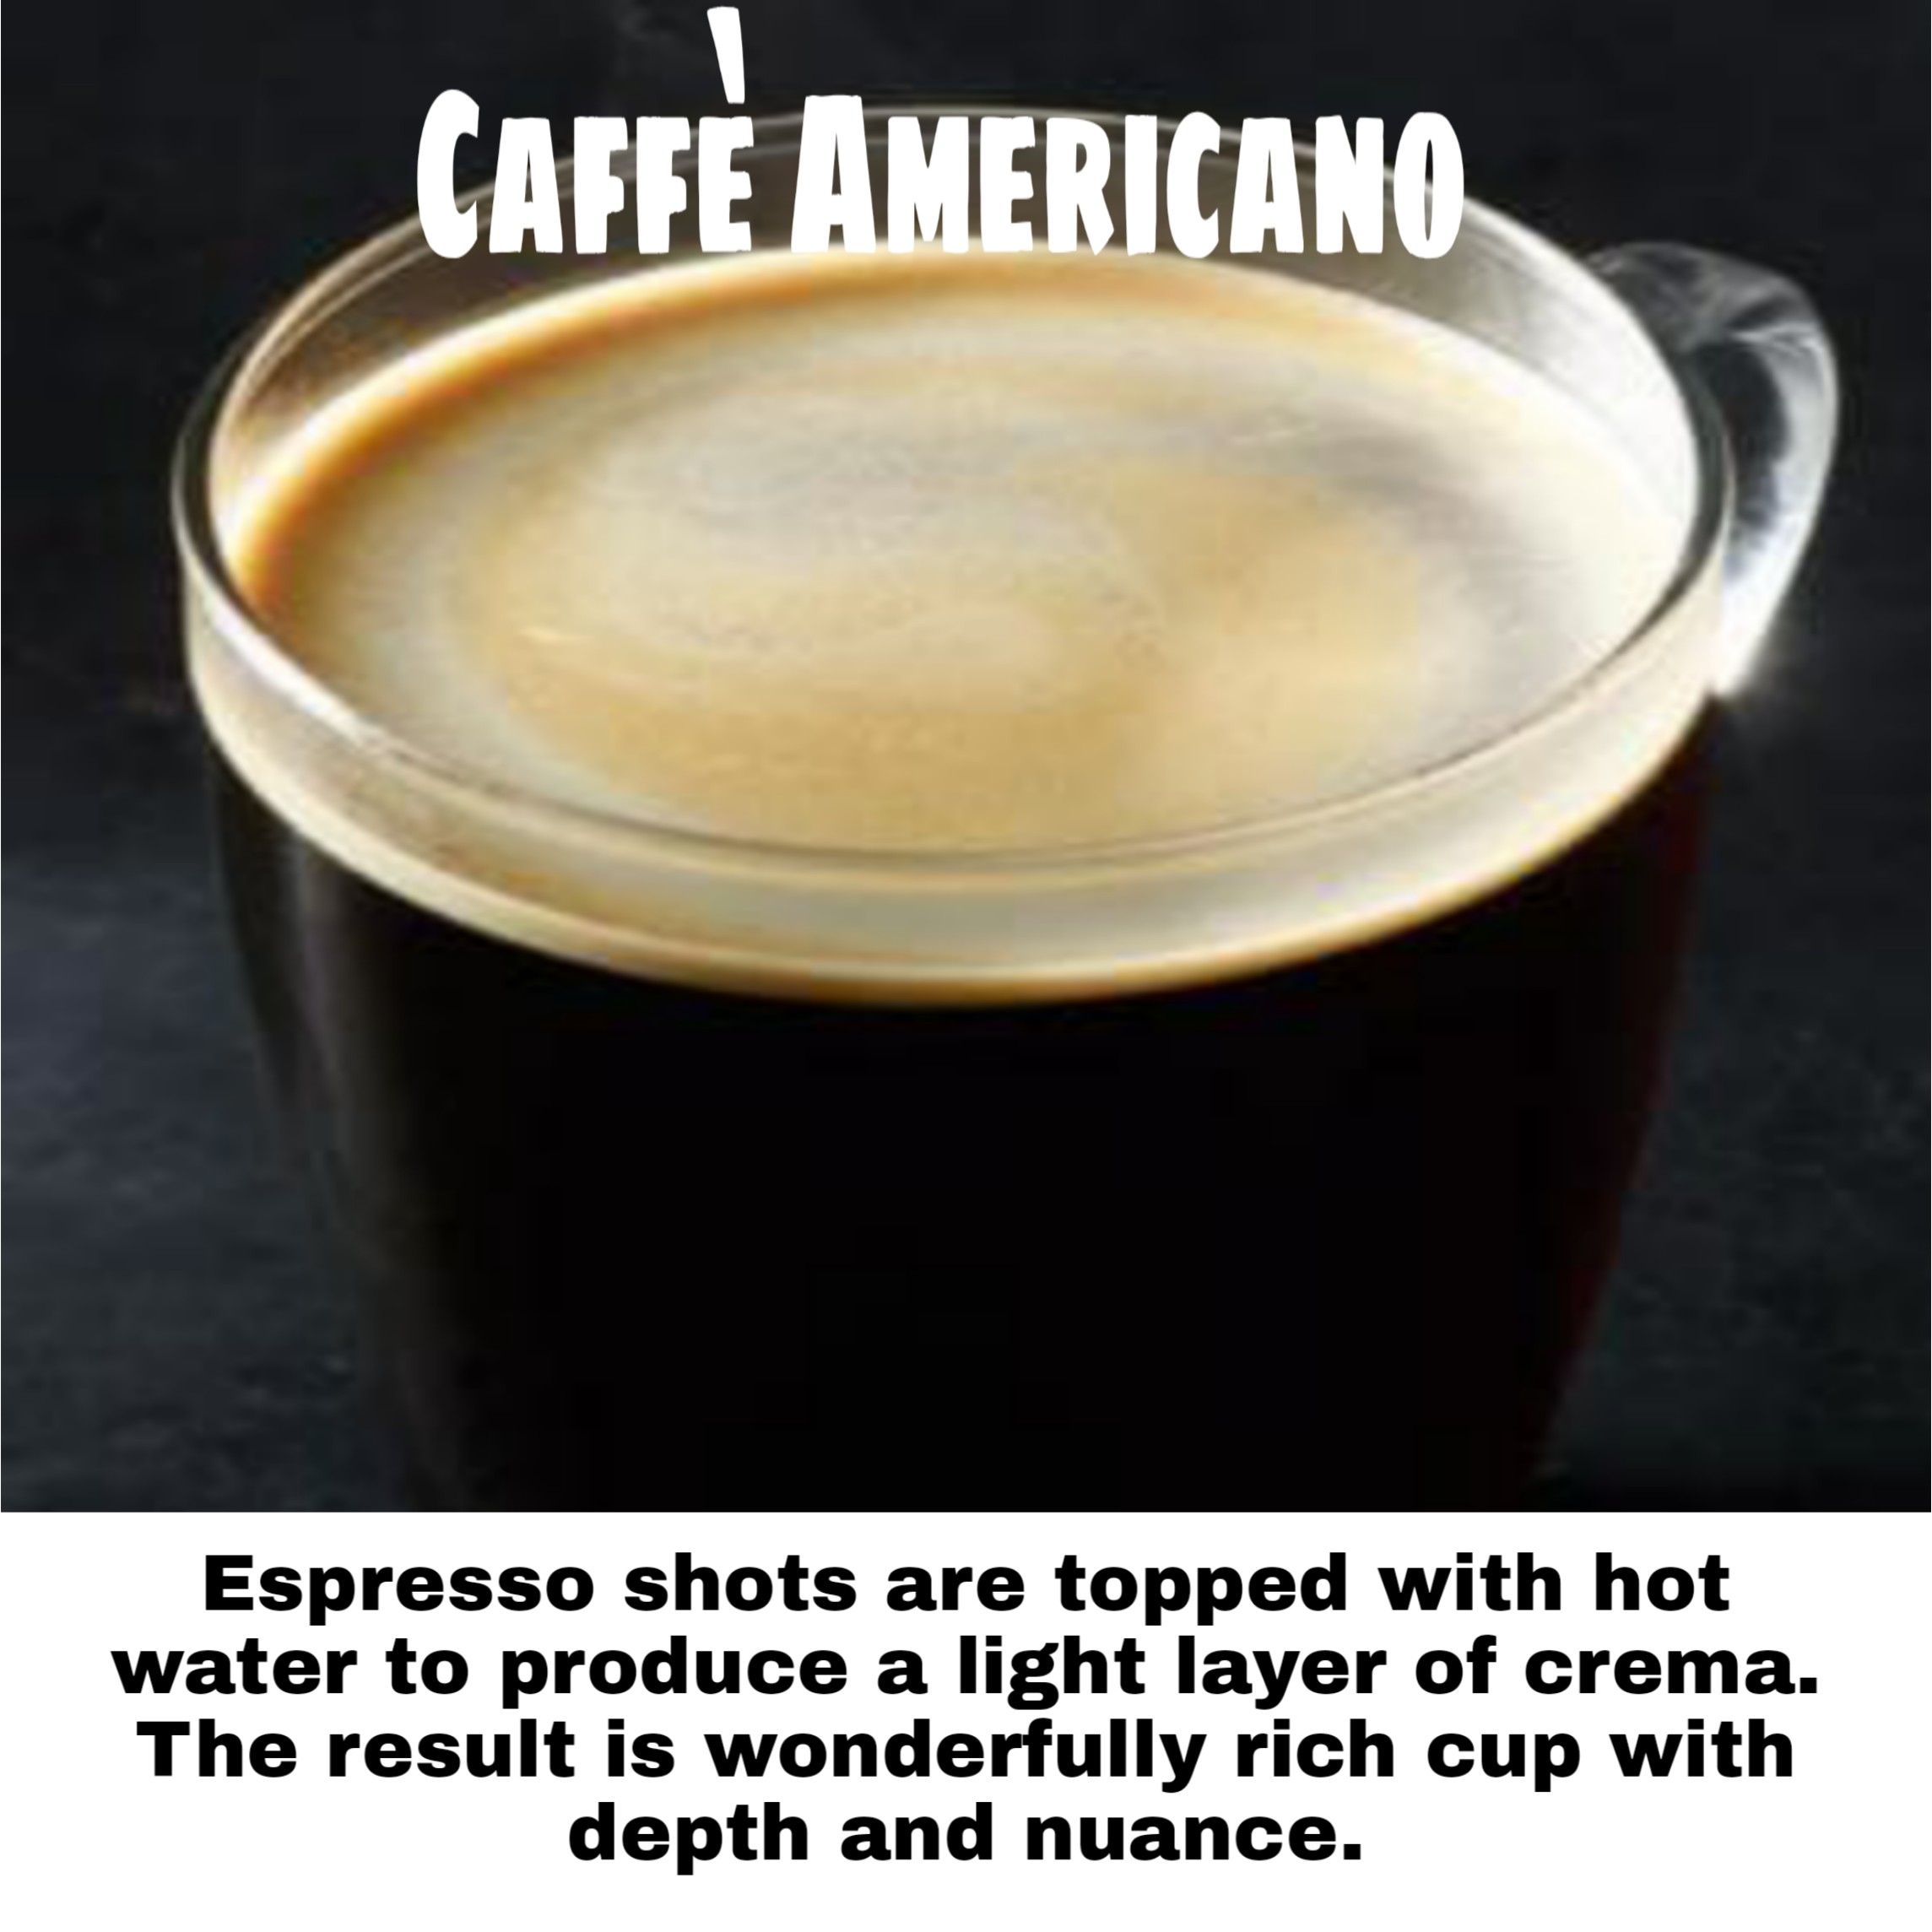 Caffè Americano
Espresso shots are topped with hot
water to produce a light layer of crema.
The result is wonderfully rich cup with
depth and nuance.